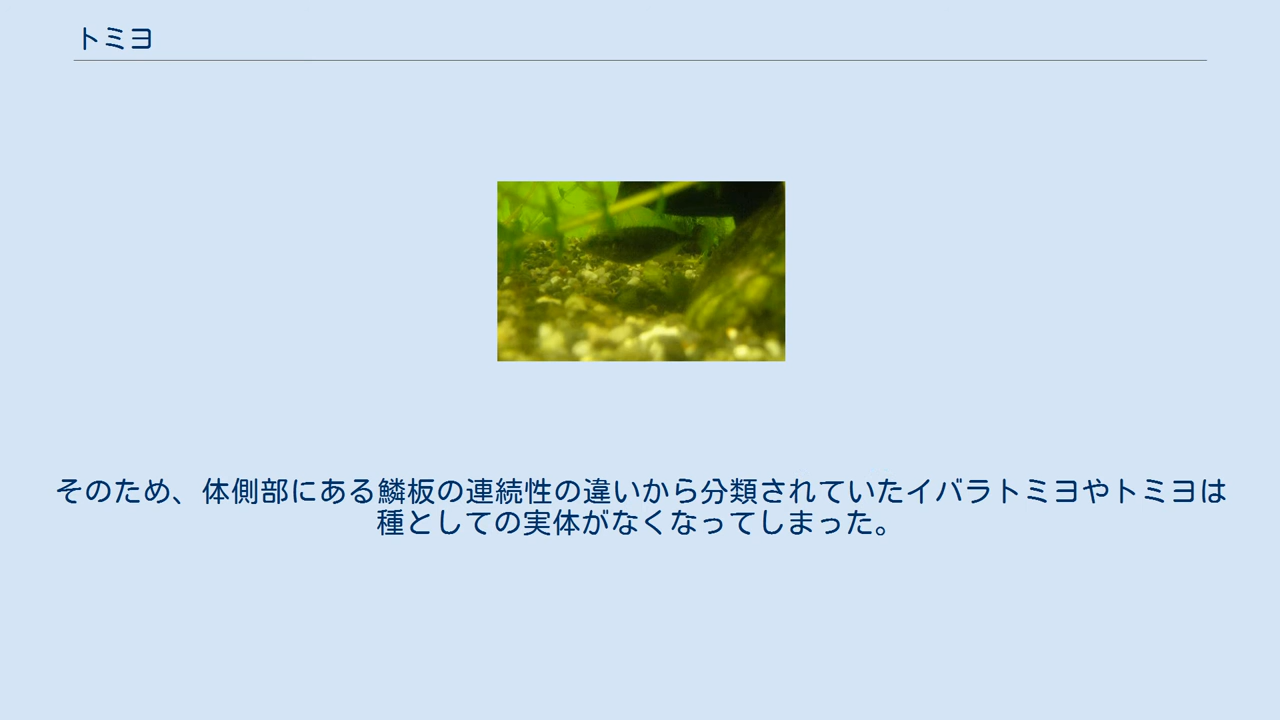 トミヨ
そのため、体側部にある鱗板の連続性の違いから分類されていたイバラトミヨやトミヨは
種としての実体がなくなってしまった。